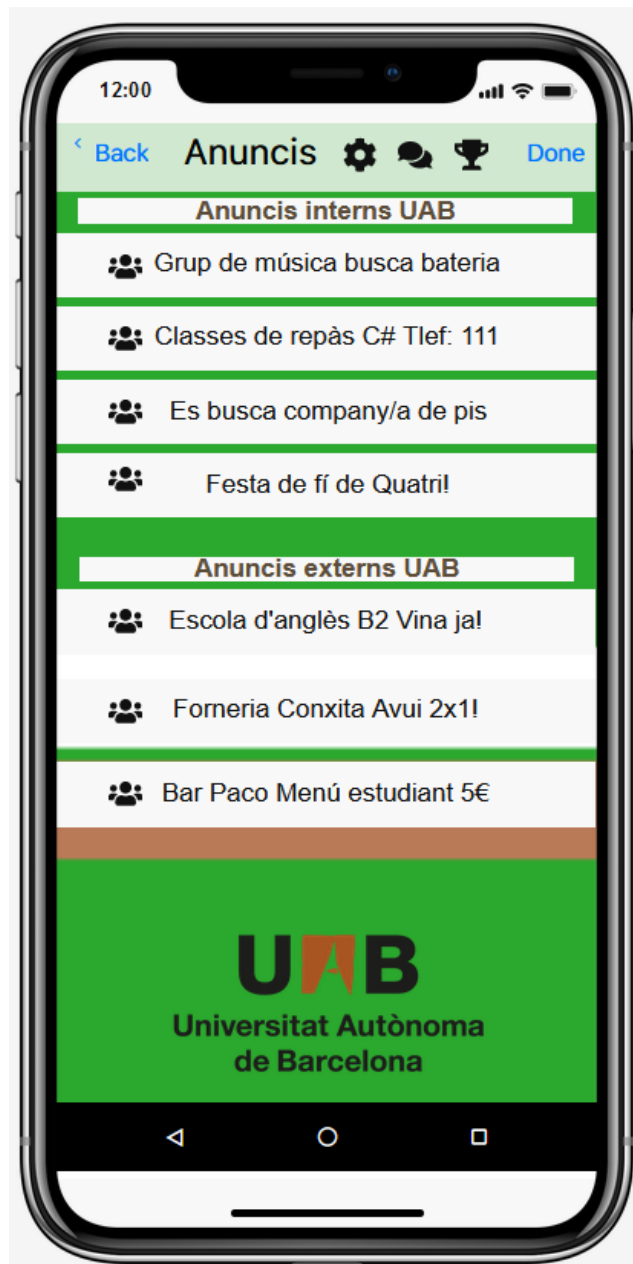 12:00
Back Anuncis Done
Anuncis interns UAB
Grup de música busca bateria
Classes de repàs C# Tlef: 111
Es busca company/a de pis
Festa de fí de Quatri!
Anuncis externs UAB
Escola d'anglès B2 Vina ja!
Forneria Conxita Avui 2x1!
Bar Paco Menú estudiant 5€
UAB
Universitat Autònoma
de Barcelona